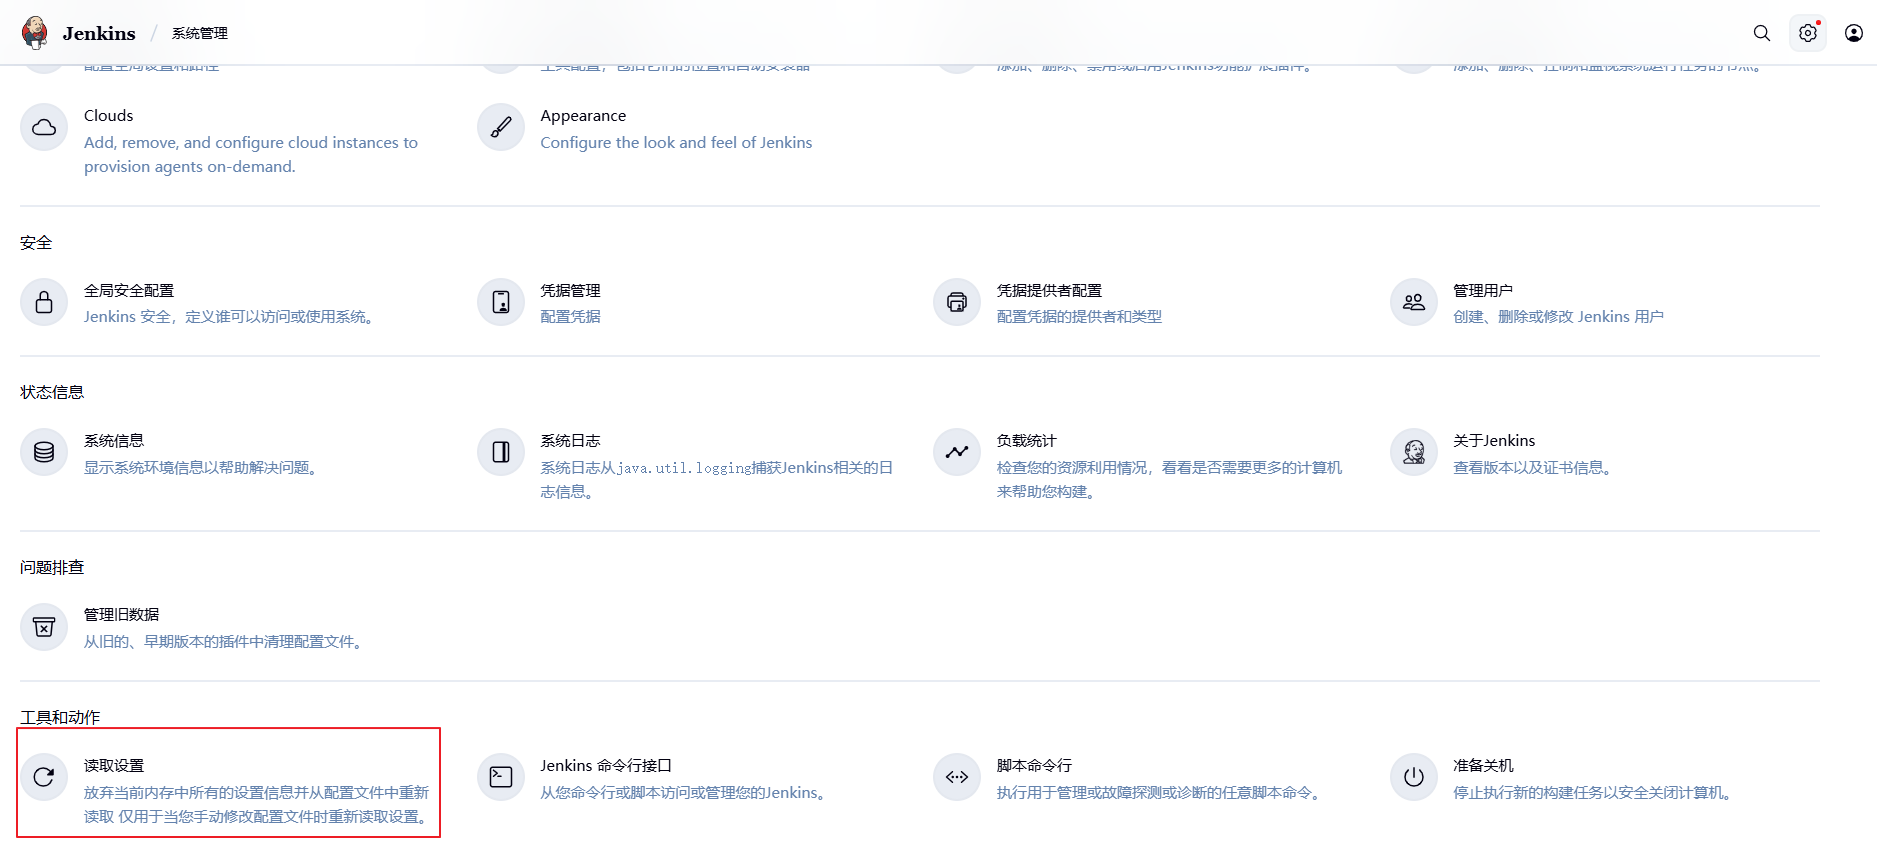 Jenkins / 系统管理
配置全局设置和路径
工具配置，包括它们的位置和自动安装器
添加、删除、禁用或启用Jenkins功能扩展插件。
添加、删除、控制和监视系统运行任务的节点。
Clouds
Add, remove, and configure cloud instances to
provision agents on-demand.
Appearance
Configure the look and feel of Jenkins
安全
全局安全配置
Jenkins 安全，定义谁可以访问或使用系统。
凭据管理
配置凭据
凭据提供者配置
配置凭据的提供者和类型
管理用户
创建、删除或修改 Jenkins 用户
状态信息
系统信息
显示系统环境信息以帮助解决问题。
系统日志
系统日志从java.util.logging捕获Jenkins相关的日
志信息。
负载统计
检查您的资源利用情况，看看是否需要更多的计算机
来帮助您构建。
关于Jenkins
查看版本以及证书信息。
问题排查
管理旧数据
从旧的、早期版本的插件中清理配置文件。
工具和动作
读取设置
放弃当前内存中所有的设置信息并从配置文件中重新
读取 仅用于当您手动修改配置文件时重新读取设置。
Jenkins 命令行接口
从您命令行或脚本访问或管理您的Jenkins。
脚本命令行
执行用于管理或故障探测或诊断的任意脚本命令。
准备关机
停止执行新的构建任务以安全关闭计算机。